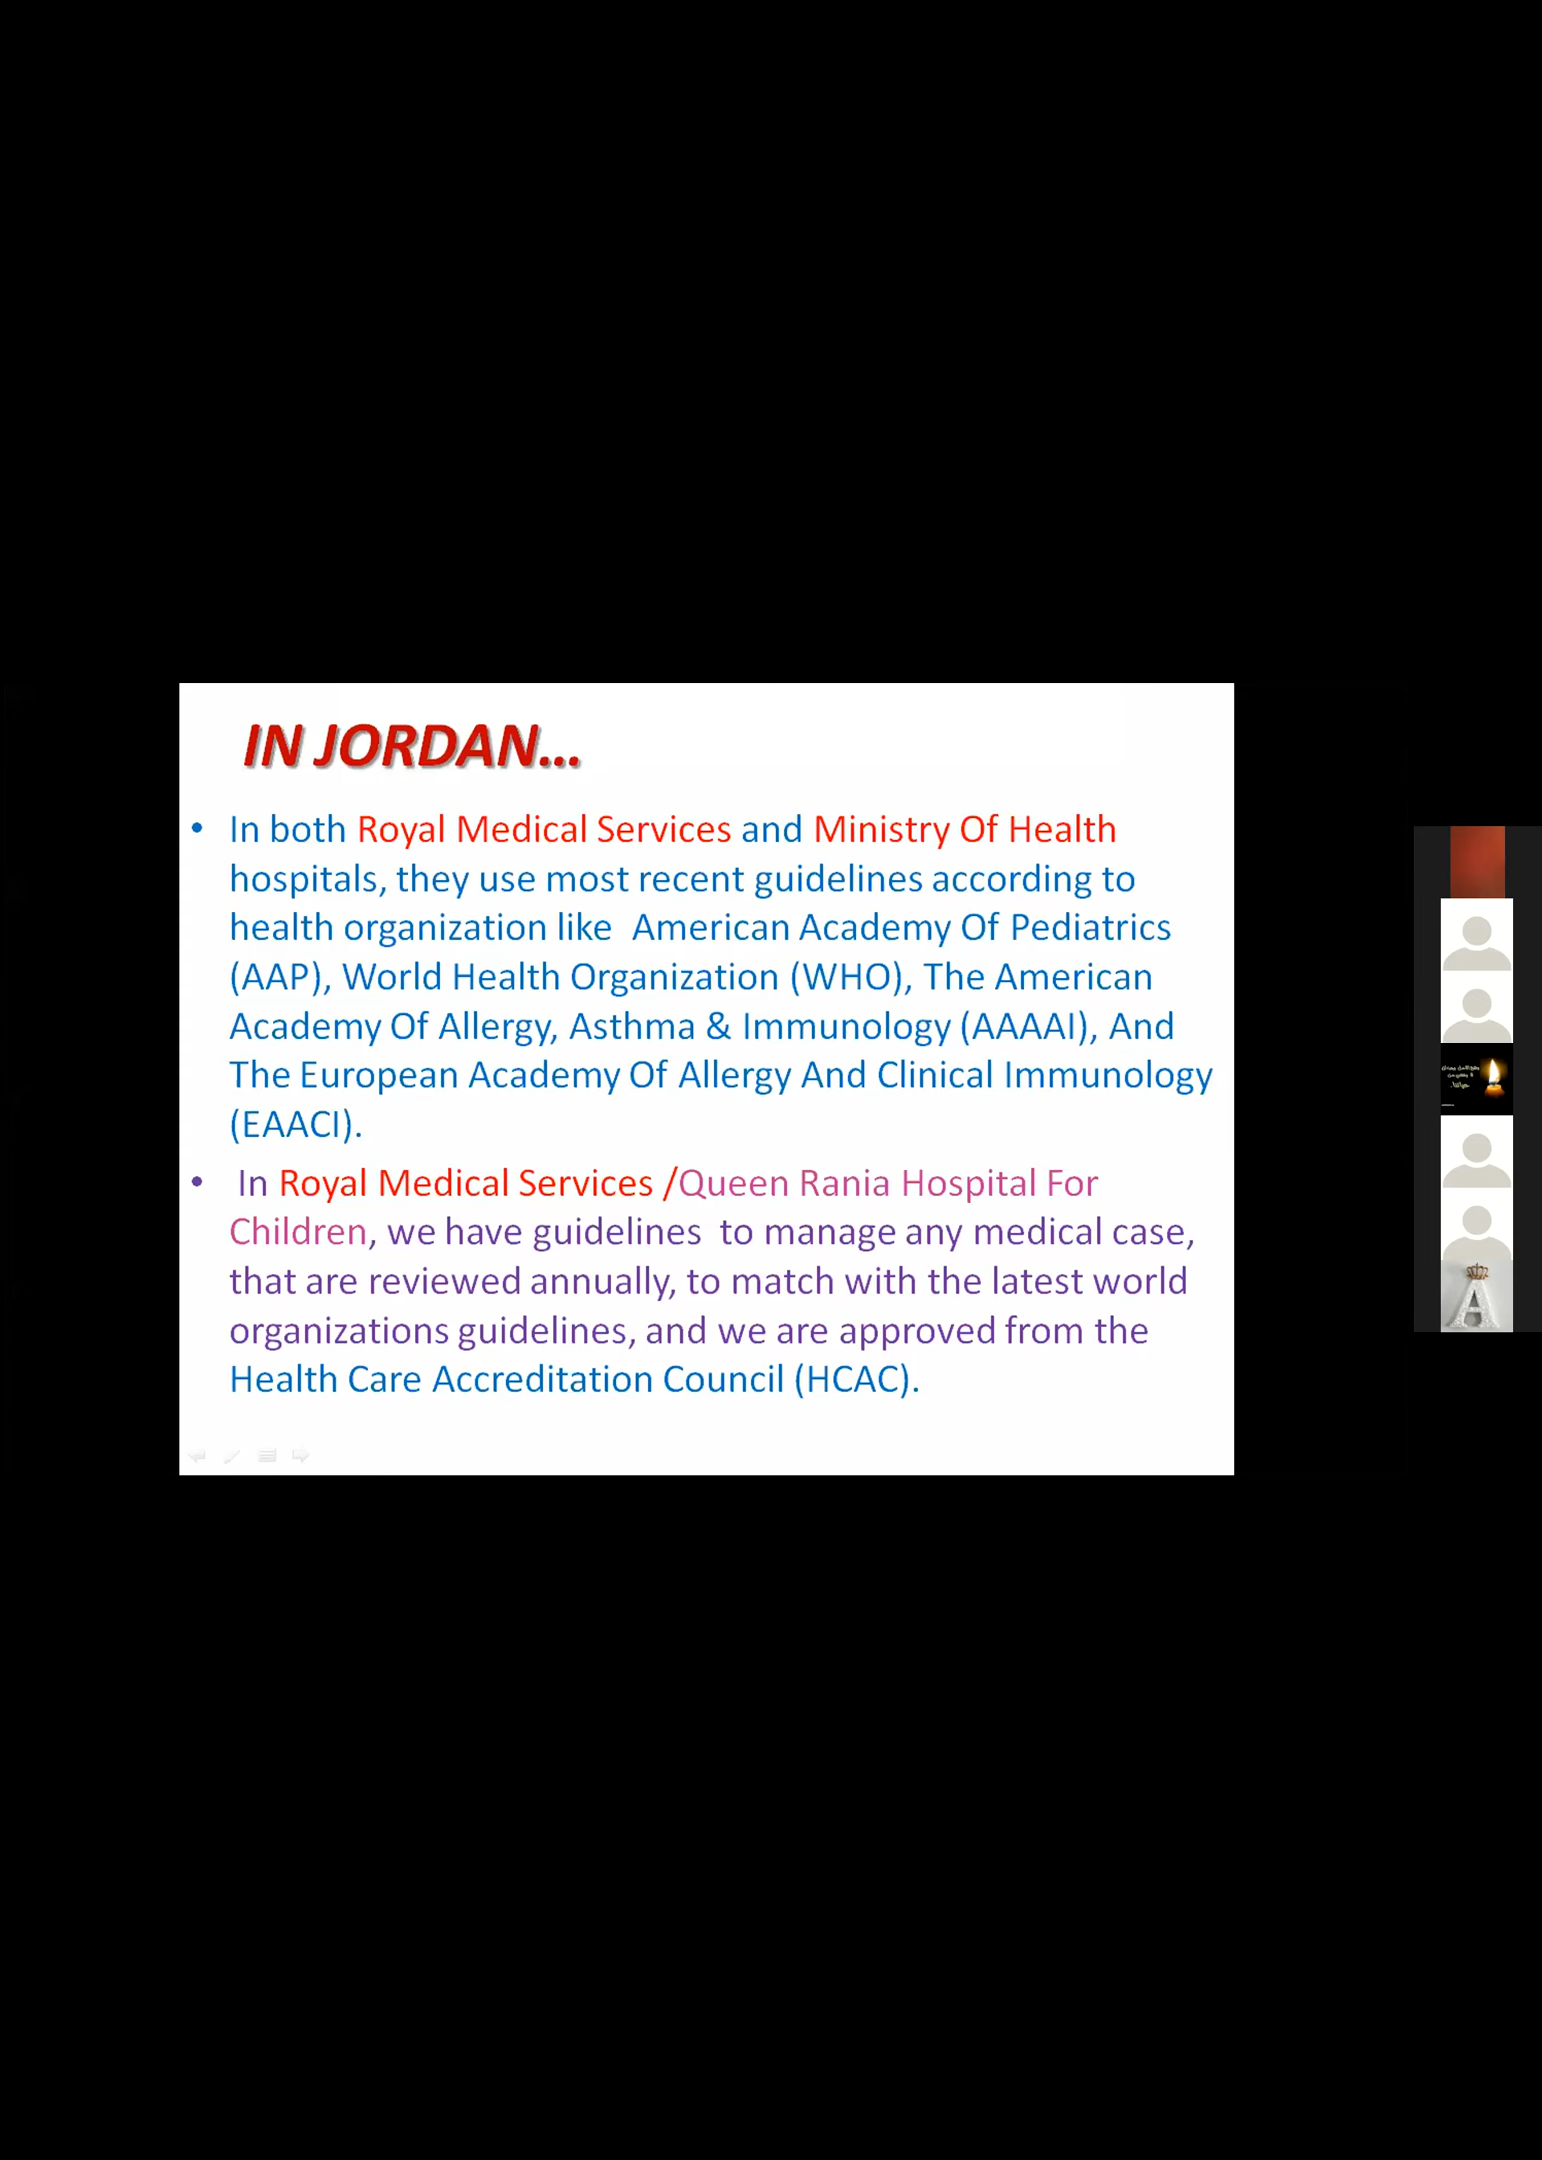 IN JORDAN...
• In both Royal Medical Services and Ministry Of Health
hospitals, they use most recent guidelines according to
health organization like American Academy Of Pediatrics
(AAP), World Health Organization (WHO), The American
Academy Of Allergy, Asthma & Immunology (AAAAI), And
The European Academy Of Allergy And Clinical Immunology
(EAACI).
• In Royal Medical Services /Queen Rania Hospital For
Children, we have guidelines to manage any medical case,
that are reviewed annually, to match with the latest world
organizations guidelines, and we are approved from the
Health Care Accreditation Council (HCAC).
A